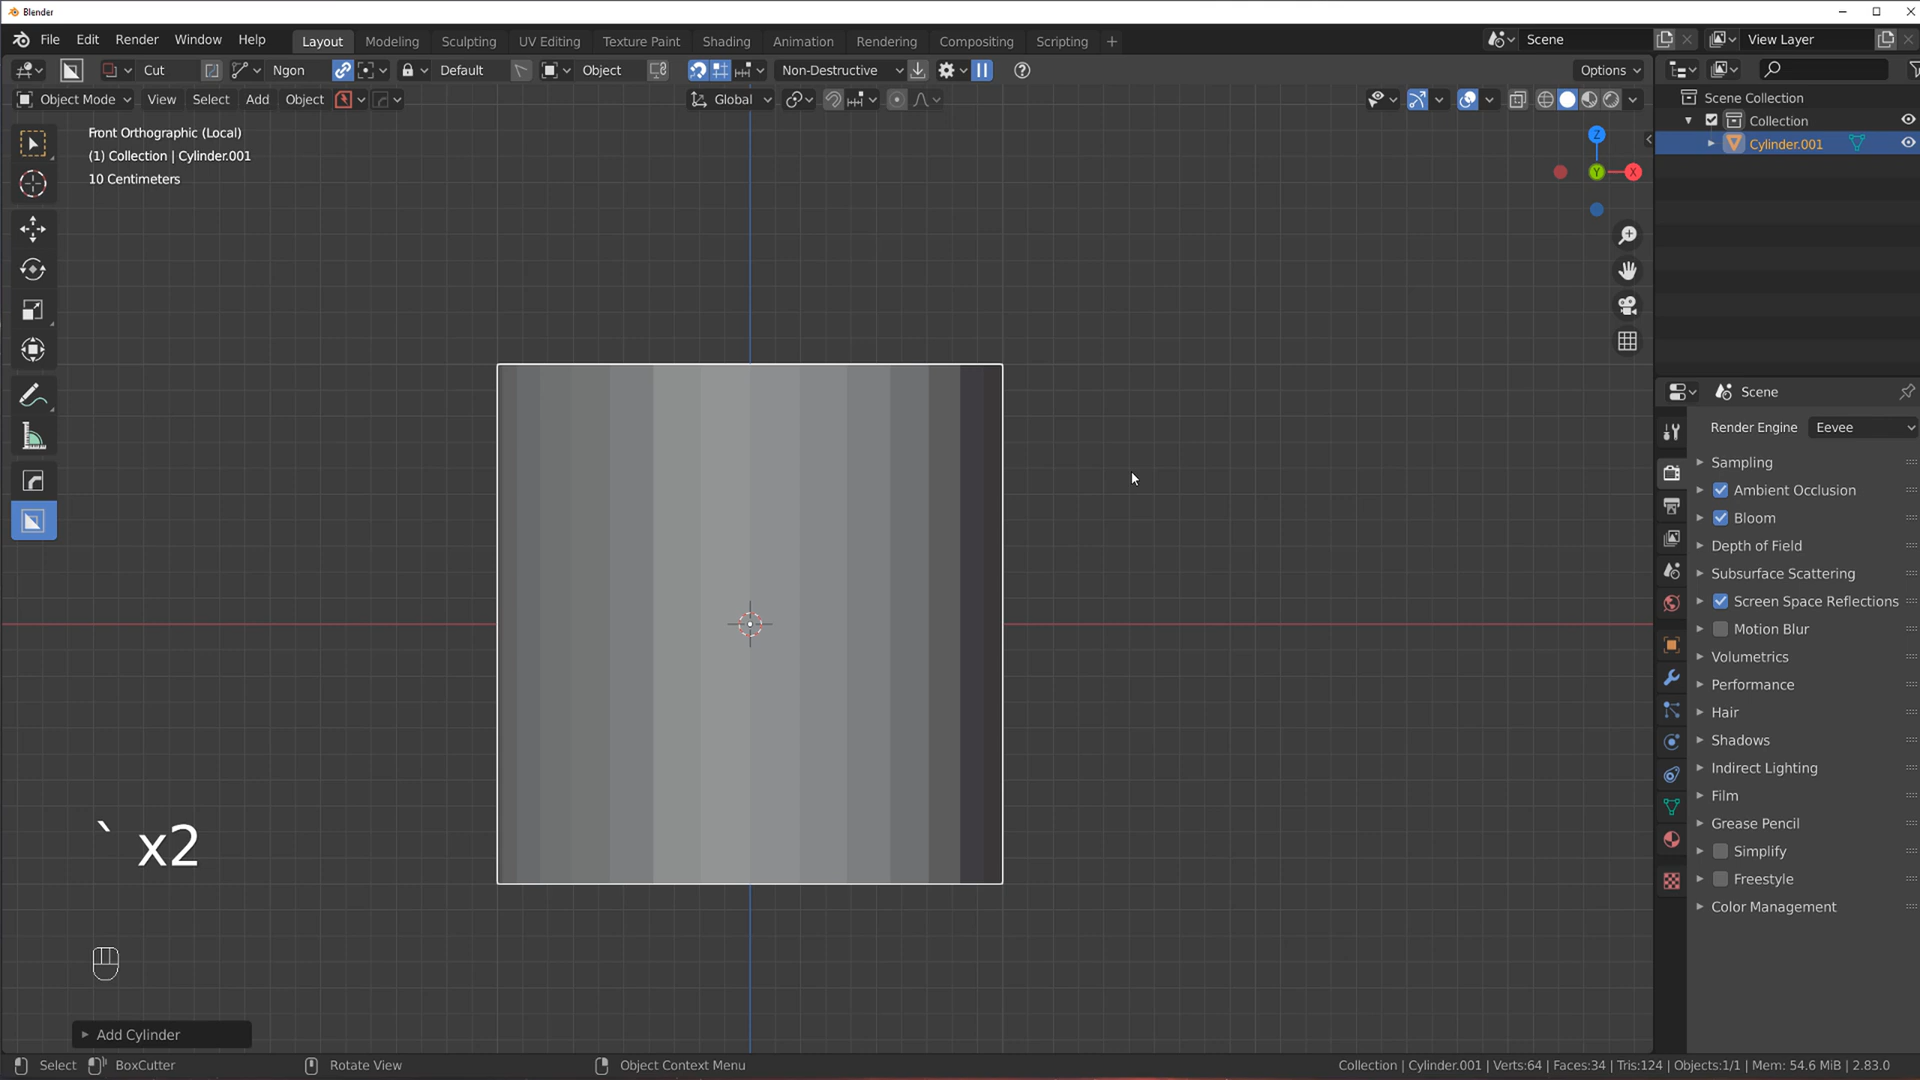 Blender
File Edit Render Window Help Layout Modeling Sculpting UV Editing Texture Paint Shading Animation Rendering Compositing Scripting + Scene View Layer
Cut Ngon Default Object Non-Destructive Options
Object Mode View Select Add Object Global
Scene Collection
Collection
Cylinder.001
Front Orthographic (Local)
(1) Collection | Cylinder.001
10 Centimeters
Z
Y
X
Scene
Render Engine Eevee
Sampling
Ambient Occlusion
Bloom
Depth of Field
Subsurface Scattering
Screen Space Reflections
Motion Blur
Volumetrics
Performance
Hair
Shadows
Indirect Lighting
Film
Grease Pencil
Simplify
Freestyle
Color Management
` x2
Add Cylinder
Select BoxCutter Rotate View Object Context Menu Collection | Cylinder.001 | Verts:64 | Faces:34 | Tris:124 | Objects:1/1 | Mem: 54.6 MiB | 2.83.0